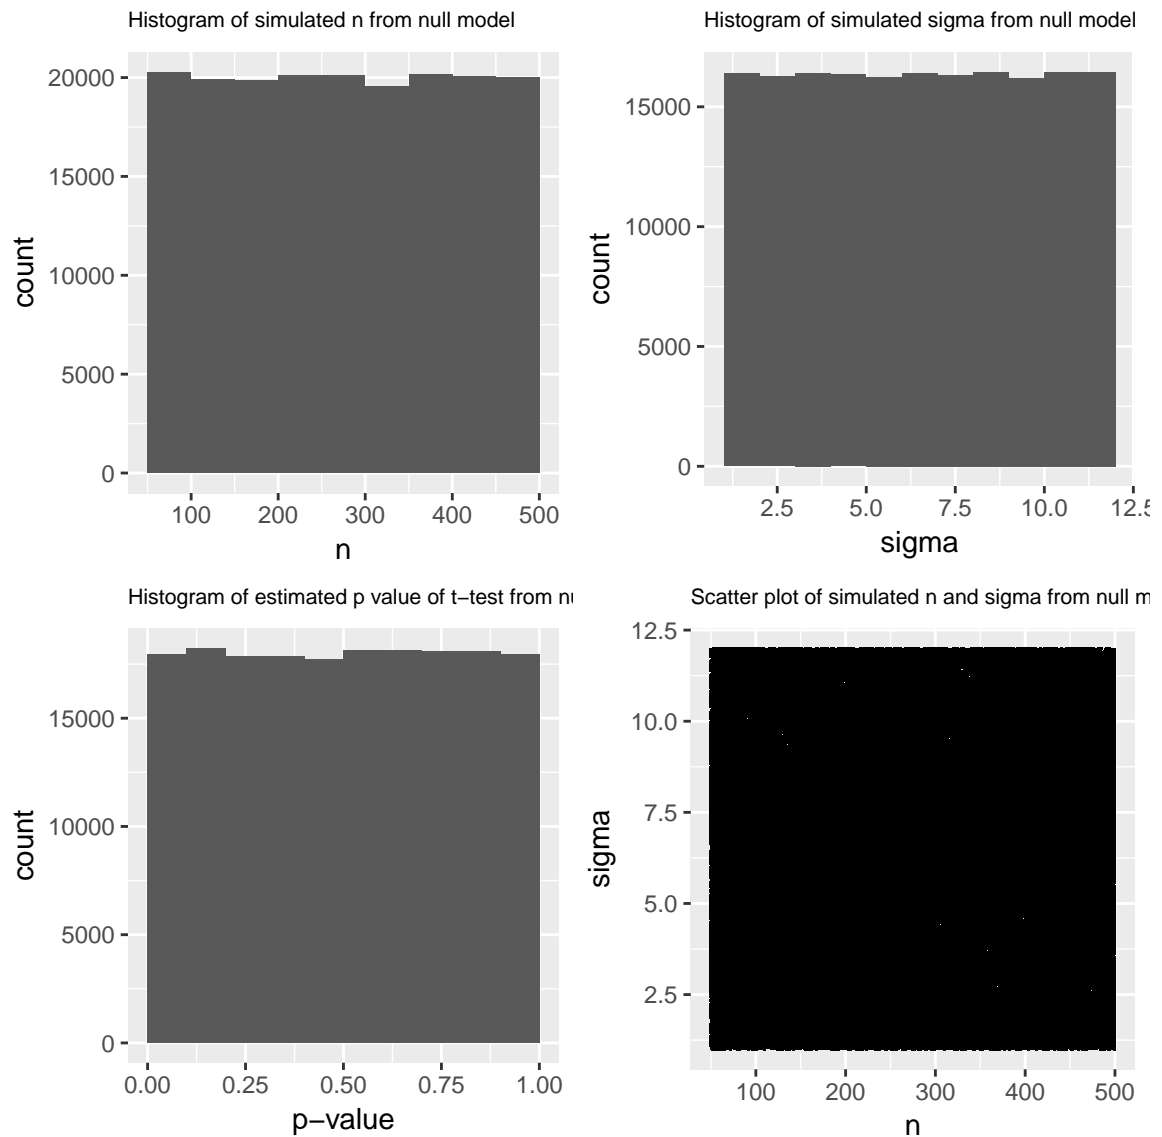 Histogram of simulated n from null model
count
20000
15000
10000
5000
0
100 200 300 400 500
n
Histogram of simulated sigma from null model
count
15000
10000
5000
0
2.5 5.0 7.5 10.0 12.5
sigma
Histogram of estimated p value of t−test from nu
count
15000
10000
5000
0
0.00 0.25 0.50 0.75 1.00
p−value
Scatter plot of simulated n and sigma from null m
sigma
12.5
10.0
7.5
5.0
2.5
100 200 300 400 500
n